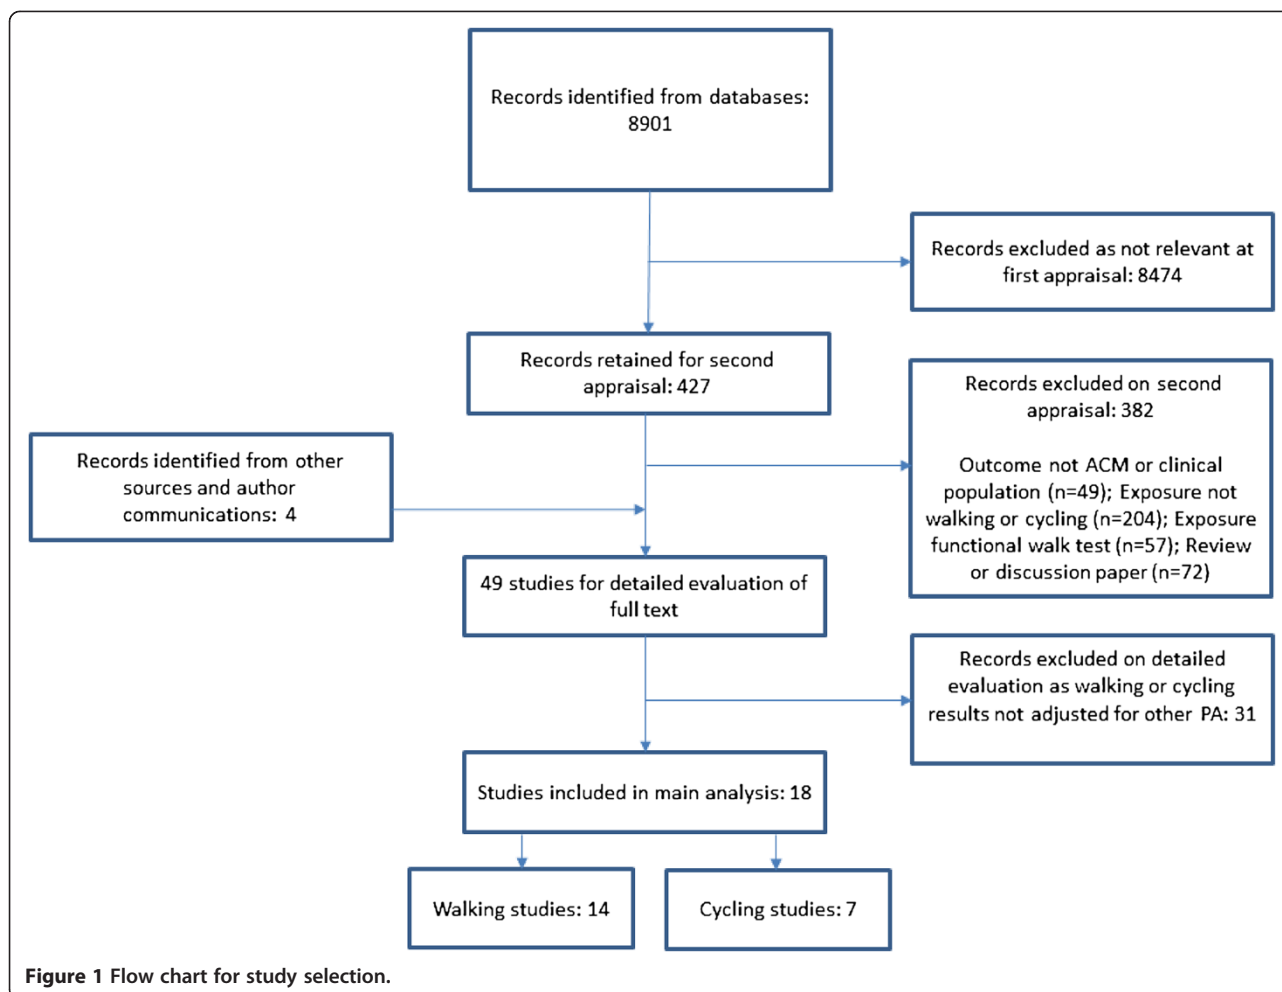 Records identified from databases:
8901
Records excluded as not relevant at
first appraisal: 8474
Records retained for second
appraisal: 427
Records excluded on second
appraisal: 382
Outcome not ACM or clinical
population (n=49); Exposure not
walking or cycling (n=204); Exposure
functional walk test (n=57); Review
or discussion paper (n=72)
Records identified from other
sources and author
communications: 4
49 studies for detailed evaluation of
full text
Records excluded on detailed
evaluation as walking or cycling
results not adjusted for other PA: 31
Studies included in main analysis: 18
Walking studies: 14
Cycling studies: 7
Figure 1 Flow chart for study selection.